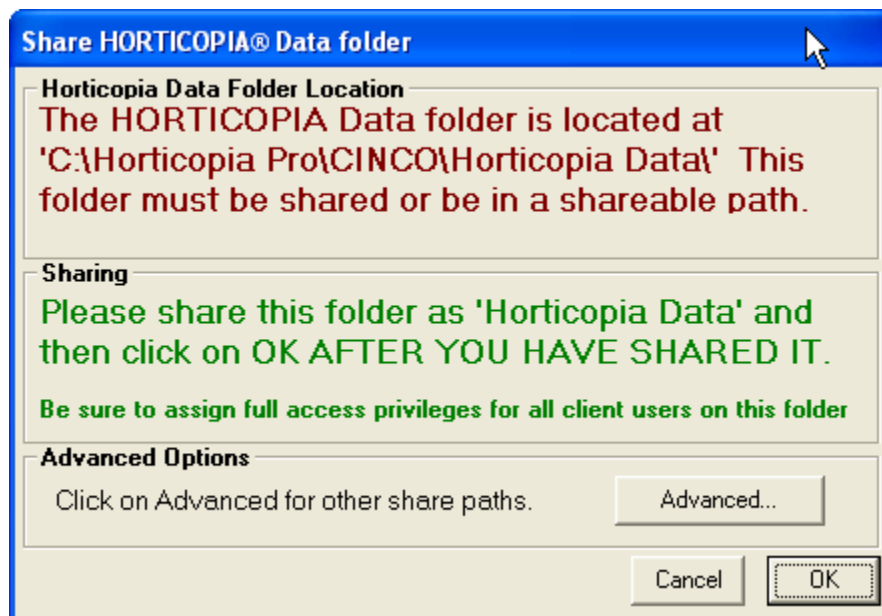 Share HORTICOPIA® Data folder
Horticopia Data Folder Location
The HORTICOPIA Data folder is located at
'C:\Horticopia Pro\CINCO\Horticopia Data\' This
folder must be shared or be in a shareable path.
Sharing
Please share this folder as 'Horticopia Data' and
then click on OK AFTER YOU HAVE SHARED IT.
Be sure to assign full access privileges for all client users on this folder
Advanced Options
Click on Advanced for other share paths.
Advanced...
Cancel
OK